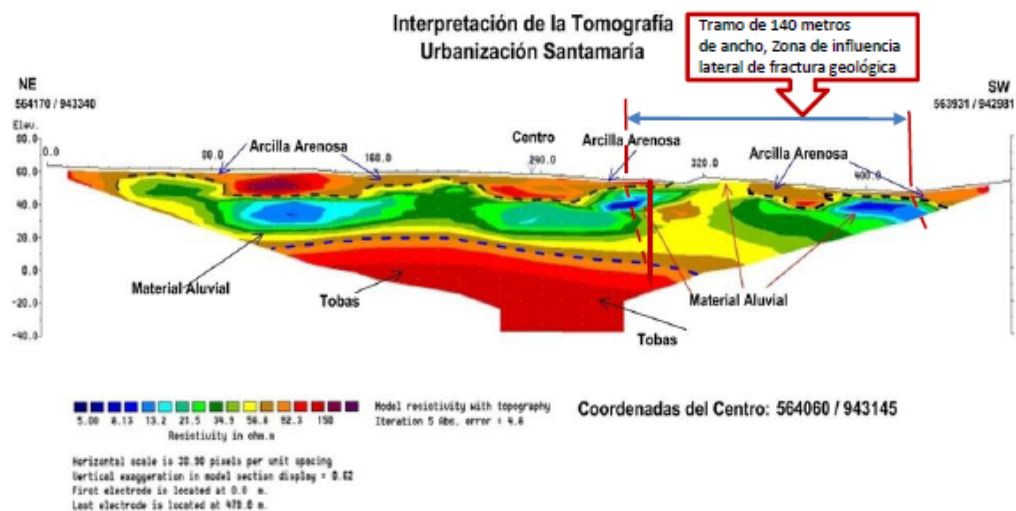 Interpretación de la Tomografía
Urbanización Santamaría
Tramo de 140 metros
de ancho, Zona de influencia
lateral de fractura geológica
NE
564170 / 943340
SW
563931 / 942981
Elev.
80.0
60.0
40.0
20.0
0.0
-20.0
-40.0
0.0
80.0
160.0
240.0
320.0
400.0
Arcilla Arenosa
Centro
Arcilla Arenosa
Arcilla Arenosa
Material Aluvial
Tobas
Material Aluvial
Tobas
5.00 8.13 13.2 21.5 34.9 56.8 92.3 150
Resistivity in ohm.m
Model resistivity with topography
Iteration 5 Abs. error = 4.8
Coordenadas del Centro: 564060 / 943145
Horizontal scale is 30.90 pixels per unit spacing
Vertical exaggeration in model section display = 0.62
First electrode is located at 0.0 m.
Last electrode is located at 470.0 m.